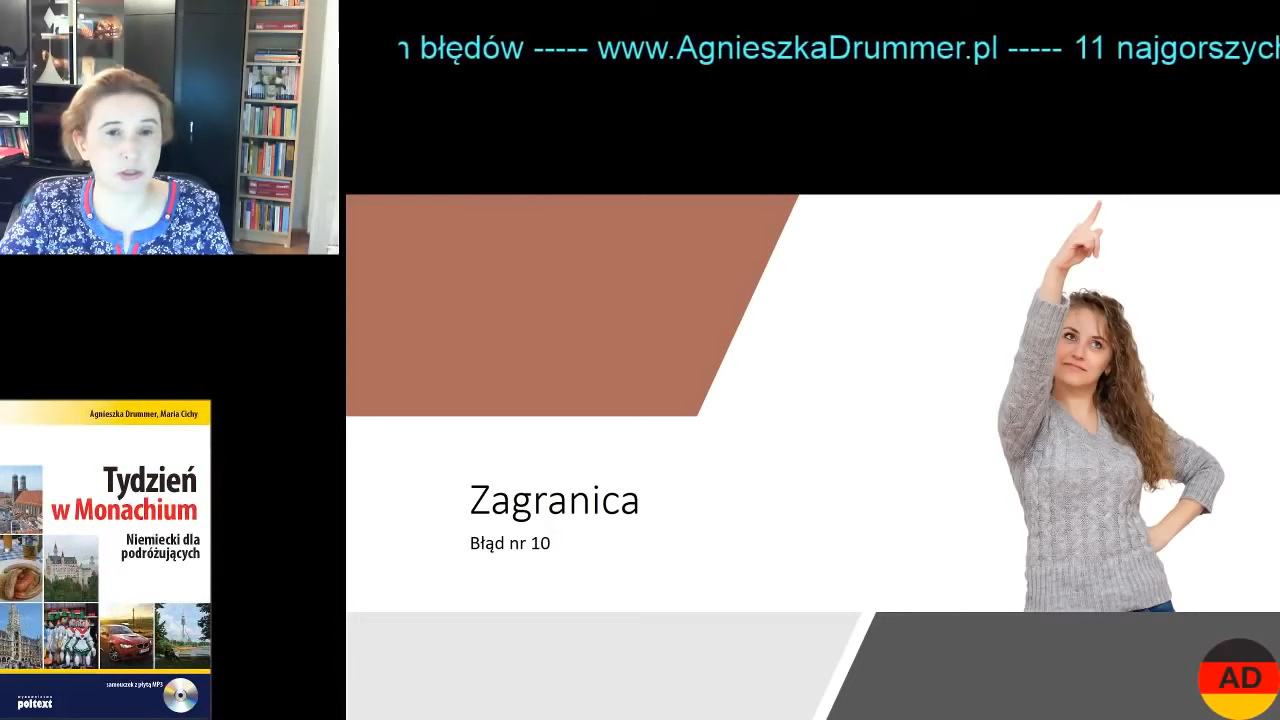 błędów ----- www.AgnieszkaDrummer.pl ----- 11 najgorszych
Zagranica
Błąd nr 10
Agnieszka Drummer, Maria Cichy
Tydzień
w Monachium
Niemiecki dla
podróżujących
samouczek z płytą MP3
wydawnictwo
poltext
AD